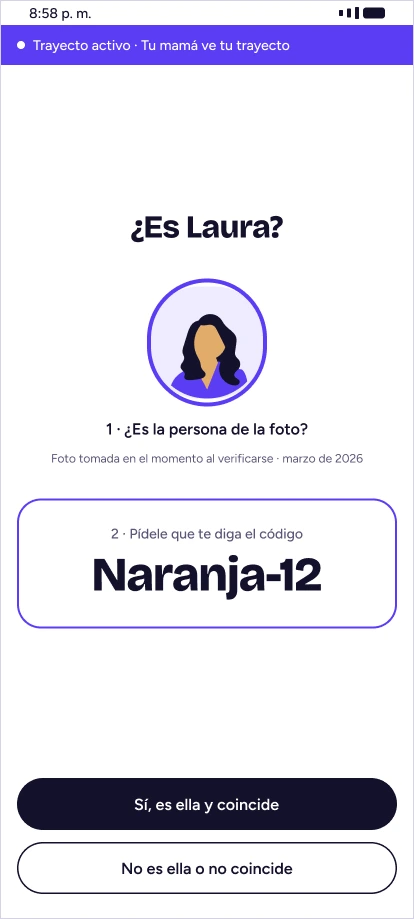 8:58 p. m.
Trayecto activo · Tu mamá ve tu trayecto
¿Es Laura?
1 · ¿Es la persona de la foto?
Foto tomada en el momento al verificarse · marzo de 2026
2 · Pídele que te diga el código
Naranja-12
Sí, es ella y coincide
No es ella o no coincide